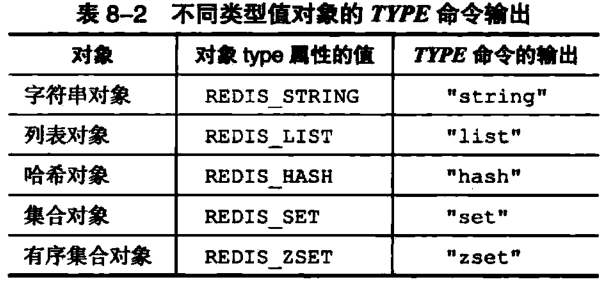 表 8–2 不同类型值对象的 TYPE 命令输出
对象 对象 type 属性的值 TYPE 命令的输出
字符串对象 REDIS_STRING "string"
列表对象 REDIS_LIST "list"
哈希对象 REDIS_HASH "hash"
集合对象 REDIS_SET "set"
有序集合对象 REDIS_ZSET "zset"